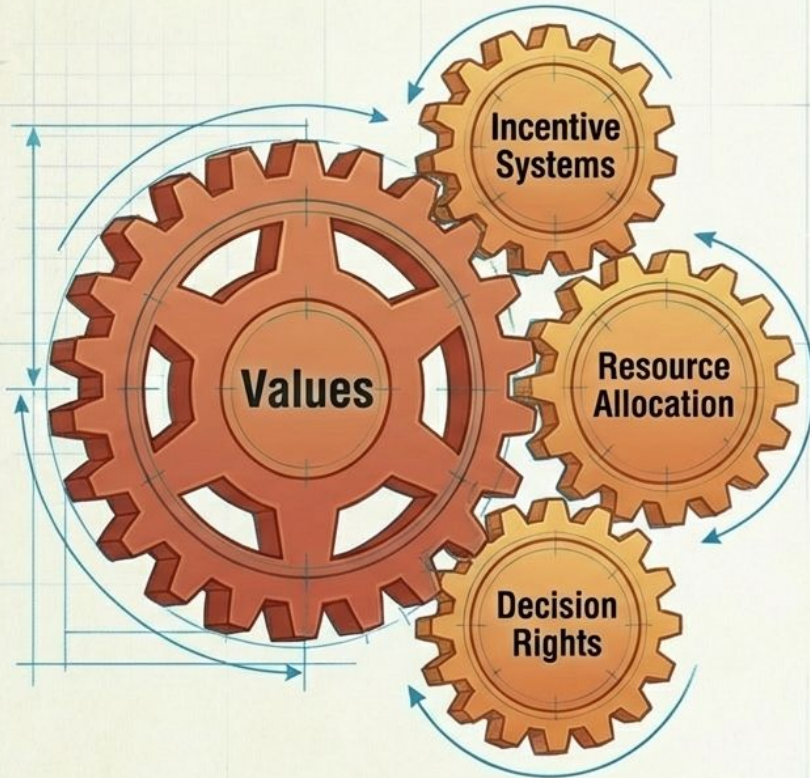 Incentive
Systems
Values
Resource
Allocation
Decision
Rights